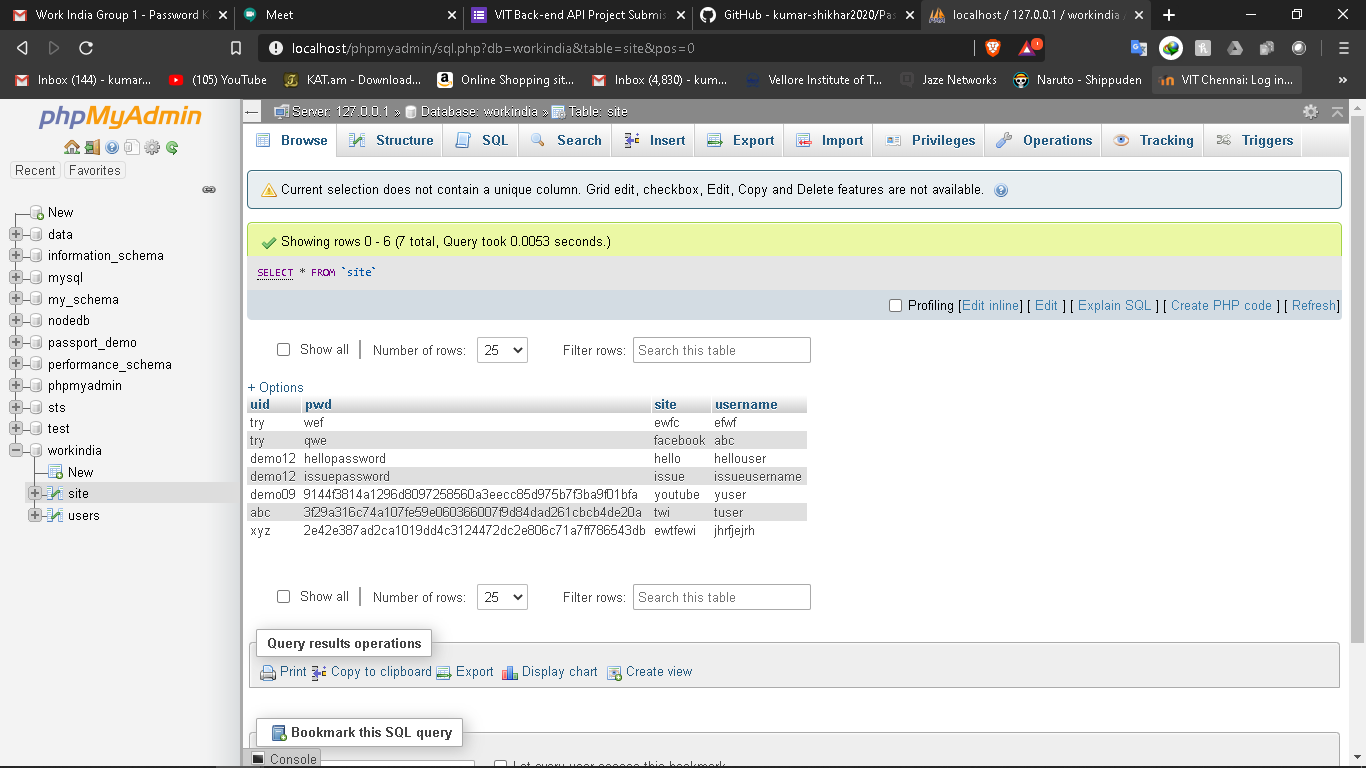 Work India Group 1 - Password K
Meet
VIT Back-end API Project Submis
GitHub - kumar-shikhar2020/Pas
localhost / 127.0.0.1 / workindia /
localhost/phpmyadmin/sql.php?db=workindia&table=site&pos=0
Inbox (144) - kumar...
(105) YouTube
KAT.am - Download...
Online Shopping sit...
Inbox (4,830) - kum...
Vellore Institute of T...
Jaze Networks
Naruto - Shippuden
VIT Chennai: Log in...
»
phpMyAdmin
Recent
Favorites
New
data
information_schema
mysql
my_schema
nodedb
passport_demo
performance_schema
phpmyadmin
sts
test
workindia
New
site
users
Server: 127.0.0.1 » Database: workindia » Table: site
Browse Structure SQL Search Insert Export Import Privileges Operations Tracking Triggers
Current selection does not contain a unique column. Grid edit, checkbox, Edit, Copy and Delete features are not available.
Showing rows 0 - 6 (7 total, Query took 0.0053 seconds.)
SELECT * FROM `site`
Profiling [Edit inline] [ Edit ] [ Explain SQL ] [ Create PHP code ] [ Refresh]
Show all | Number of rows: 25 Filter rows: Search this table
+ Options
uid pwd site username
try wef ewfc efwf
try qwe facebook abc
demo12 hellopassword hello hellouser
demo12 issuepassword issue issueusername
demo09 9144f3814a1296d8097258560a3eecc85d975b7f3ba9f01bfa youtube yuser
abc 3f29a316c74a107fe59e060366007f9d84dad261cbcb4de20a twi tuser
xyz 2e42e387ad2ca1019dd4c3124472dc2e806c71a7ff786543db ewtfewi jhrfjejrh
Show all | Number of rows: 25 Filter rows: Search this table
Query results operations
Print Copy to clipboard Export Display chart Create view
Bookmark this SQL query
Console
Let every user access this bookmark